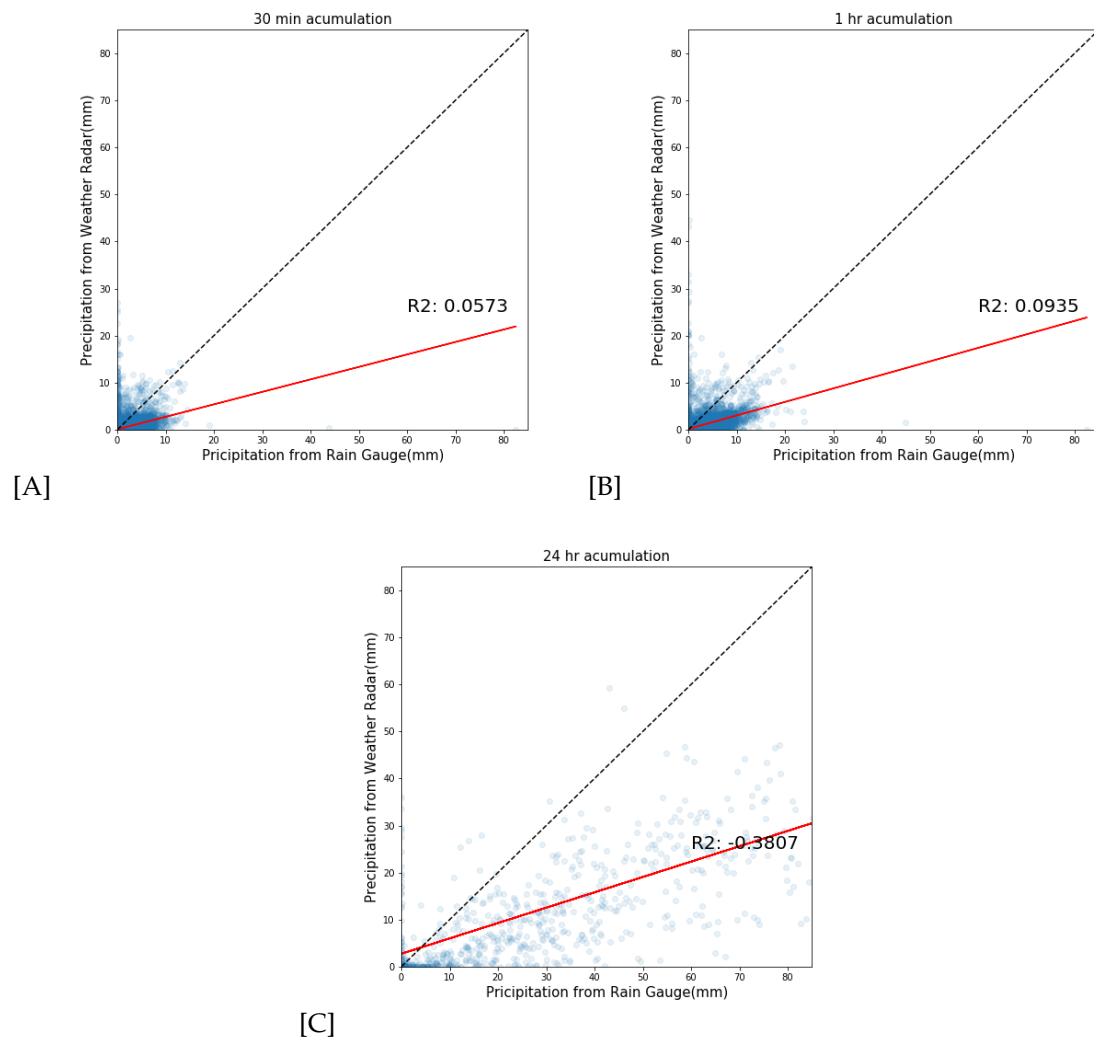 30 min acumulation
Precipitation from Weather Radar(mm)
80
70
60
50
40
30
20
10
0
R2: 0.0573
0 10 20 30 40 50 60 70 80
Pricipitation from Rain Gauge(mm)
[A]
1 hr acumulation
Precipitation from Weather Radar(mm)
80
70
60
50
40
30
20
10
0
R2: 0.0935
0 10 20 30 40 50 60 70 80
Pricipitation from Rain Gauge(mm)
[B]
24 hr acumulation
Precipitation from Weather Radar(mm)
80
70
60
50
40
30
20
10
0
R2: -0.3807
0 10 20 30 40 50 60 70 80
Pricipitation from Rain Gauge(mm)
[C]